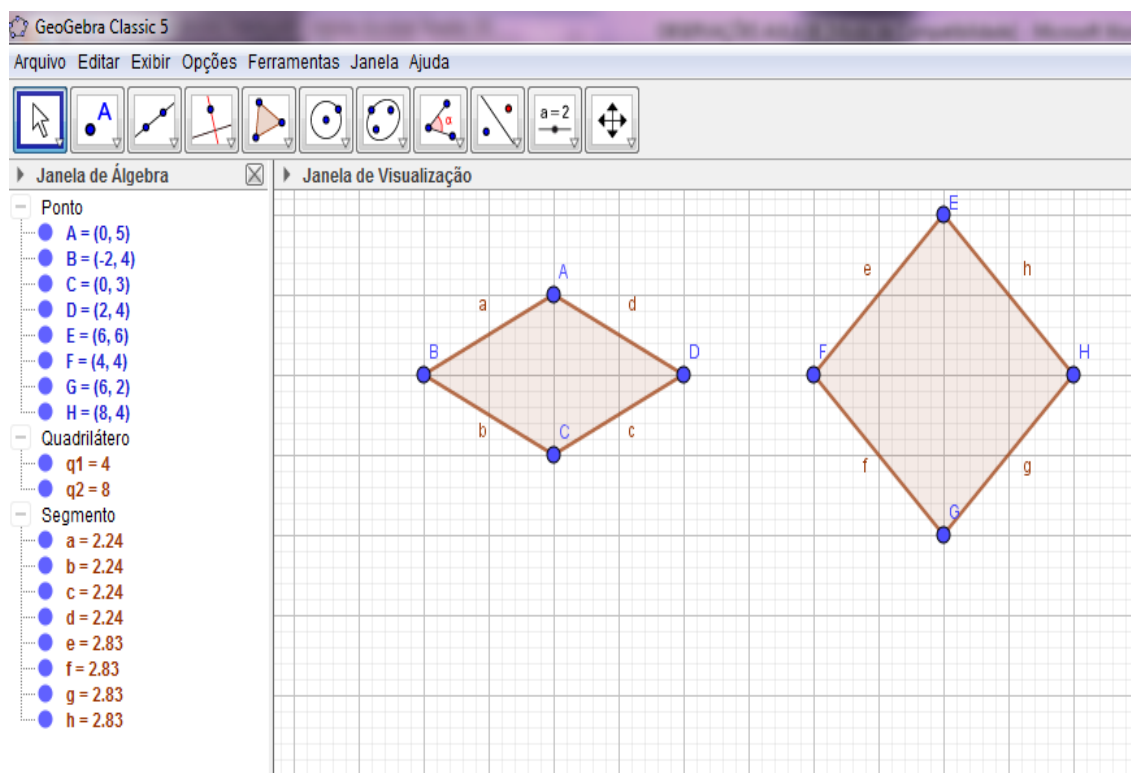 GeoGebra Classic 5
Arquivo Editar Exibir Opções Ferramentas Janela Ajuda
A
α
a = 2
Janela de Álgebra
Janela de Visualização
Ponto
A = (0, 5)
B = (-2, 4)
C = (0, 3)
D = (2, 4)
E = (6, 6)
F = (4, 4)
G = (6, 2)
H = (8, 4)
Quadrilátero
q1 = 4
q2 = 8
Segmento
a = 2.24
b = 2.24
c = 2.24
d = 2.24
e = 2.83
f = 2.83
g = 2.83
h = 2.83
E
e
h
A
a
d
B
D
F
H
C
b
c
f
g
G